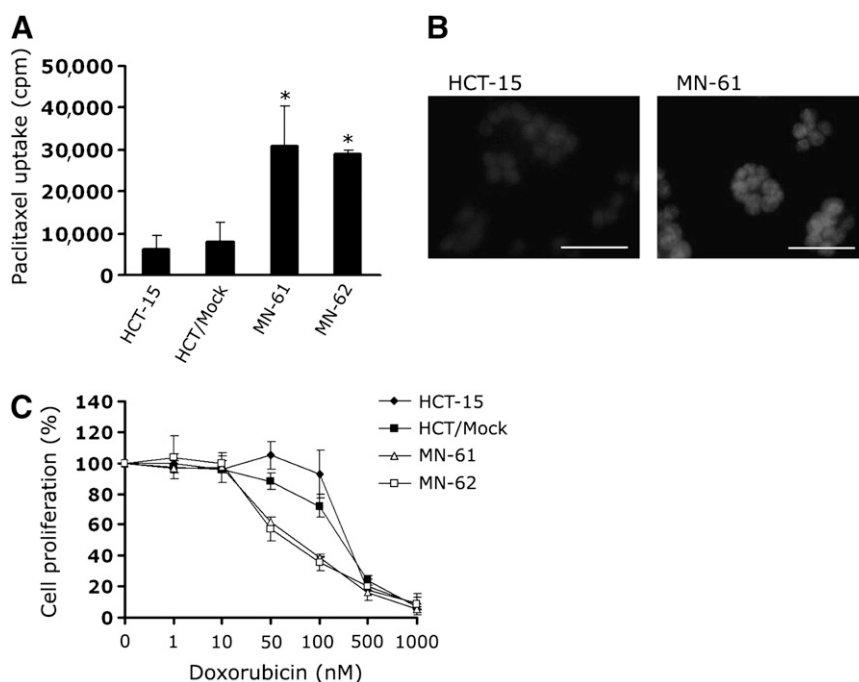 A
Paclitaxel uptake (cpm)
50,000
40,000
30,000
20,000
10,000
0
*
*
HCT-15
HCT/Mock
MN-61
MN-62
B
HCT-15
MN-61
C
Cell proliferation (%)
140
120
100
80
60
40
20
0
0 1 10 50 100 500 1000
Doxorubicin (nM)
HCT-15
HCT/Mock
MN-61
MN-62